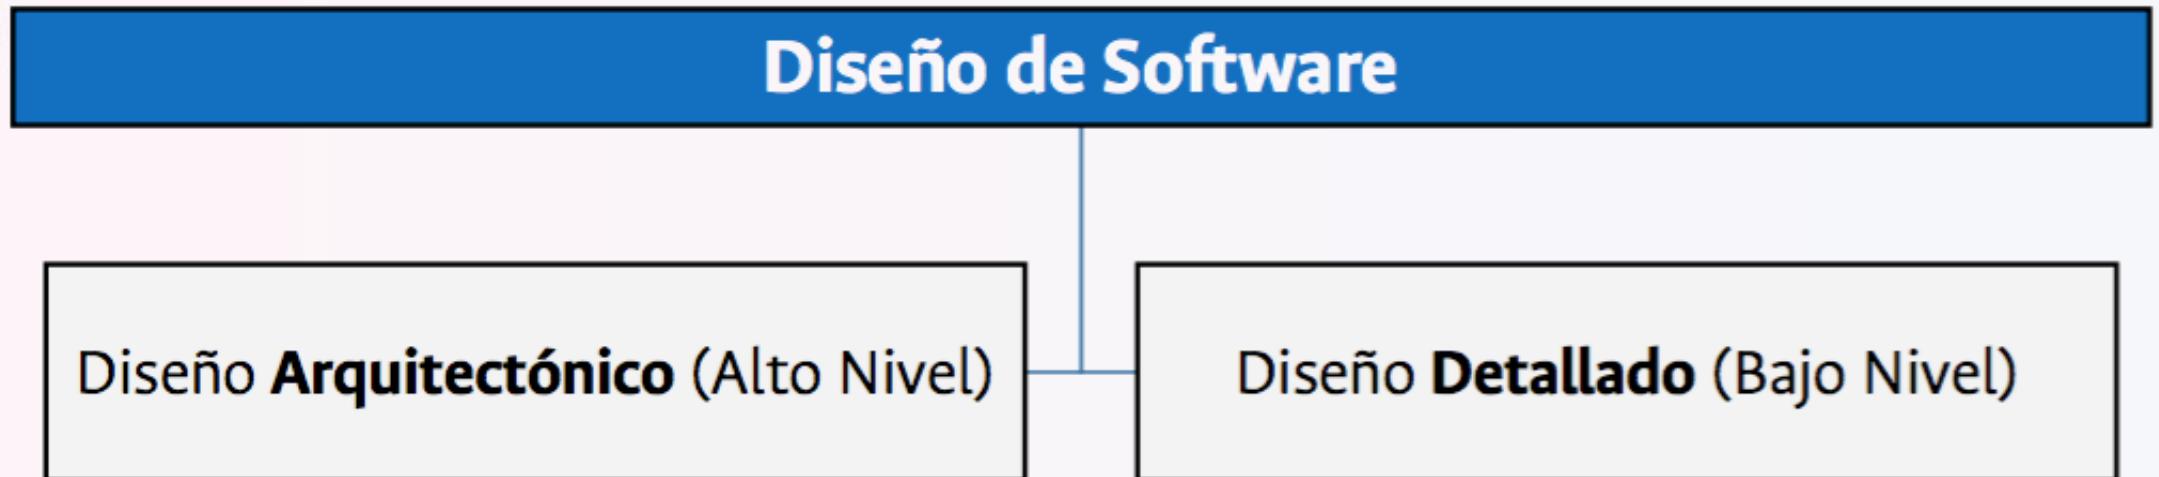 Diseño de Software
Diseño Arquitectónico (Alto Nivel)
Diseño Detallado (Bajo Nivel)